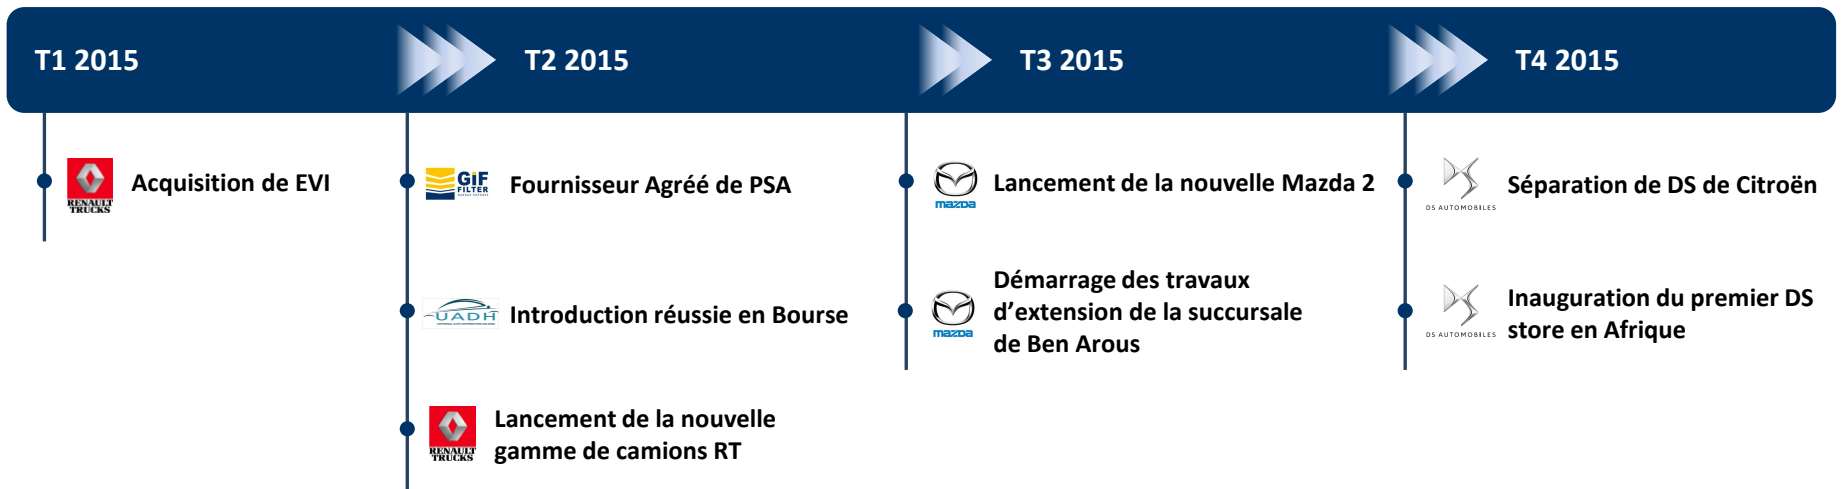 T1 2015
T2 2015
T3 2015
T4 2015
RENAULT
TRUCKS
Acquisition de EVI
GiF
FILTER
Fournisseur Agréé de PSA
UADH
Introduction réussie en Bourse
RENAULT
TRUCKS
Lancement de la nouvelle
gamme de camions RT
mazda
Lancement de la nouvelle Mazda 2
mazda
Démarrage des travaux
d’extension de la succursale
de Ben Arous
DS AUTOMOBILES
Séparation de DS de Citroën
DS AUTOMOBILES
Inauguration du premier DS
store en Afrique